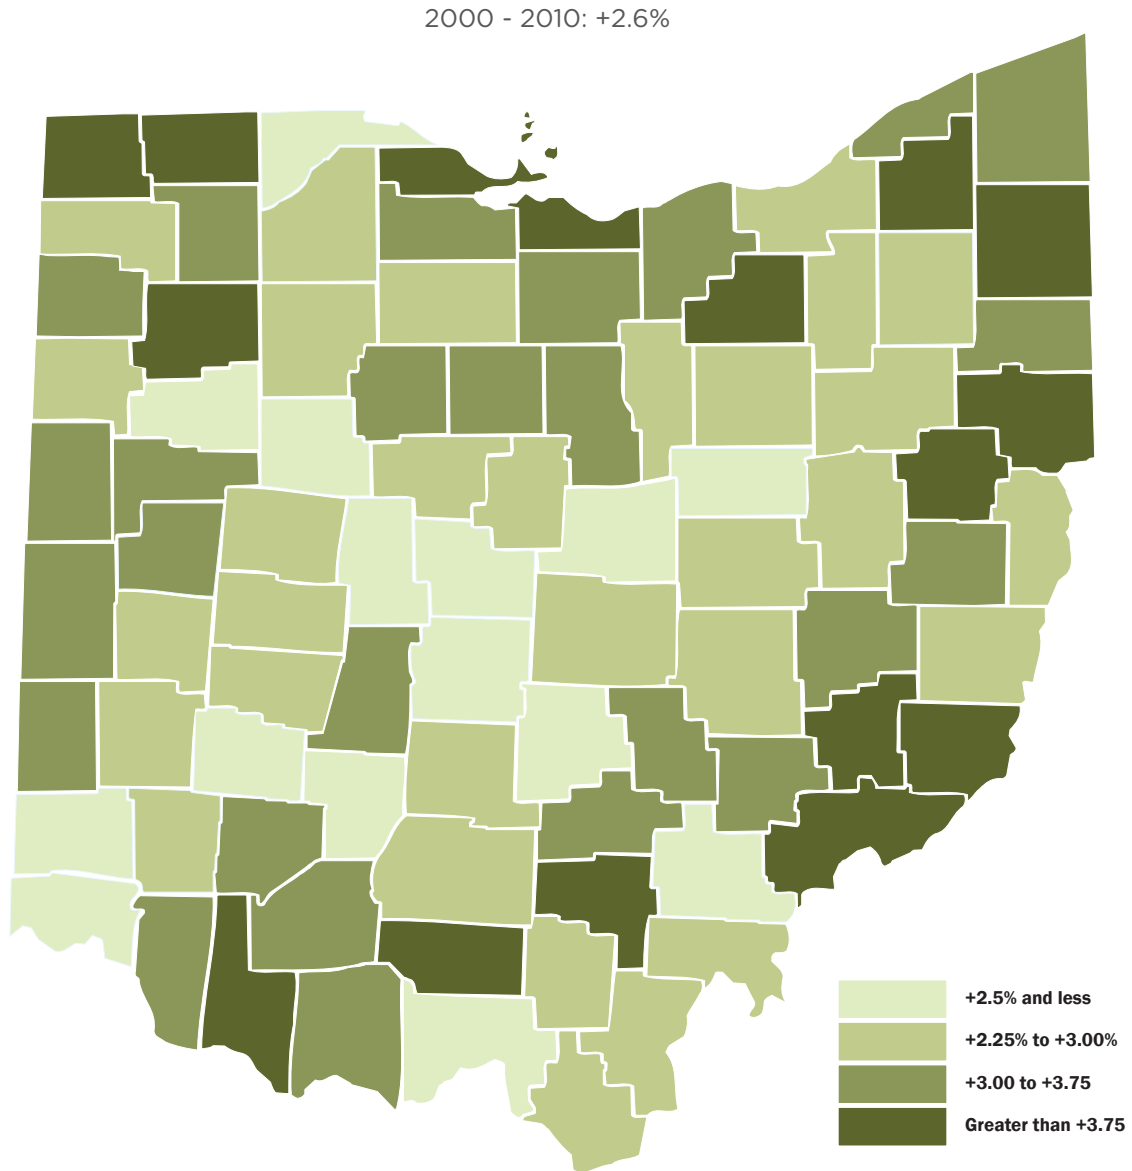 2000 - 2010: +2.6%
+2.5% and less
+2.25% to +3.00%
+3.00 to +3.75
Greater than +3.75